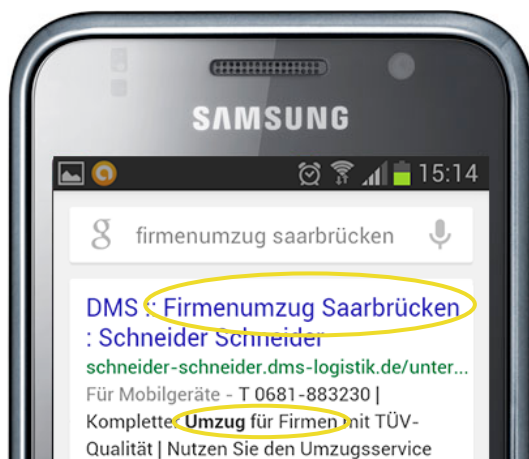 SAMSUNG
15:14
g firmenumzug saarbrücken
DMS :: Firmenumzug Saarbrücken
: Schneider Schneider
schneider-schneider.dms-logistik.de/unter...
Für Mobilgeräte - T 0681-883230 |
Kompletter Umzug für Firmen mit TÜV-
Qualität | Nutzen Sie den Umzugsservice